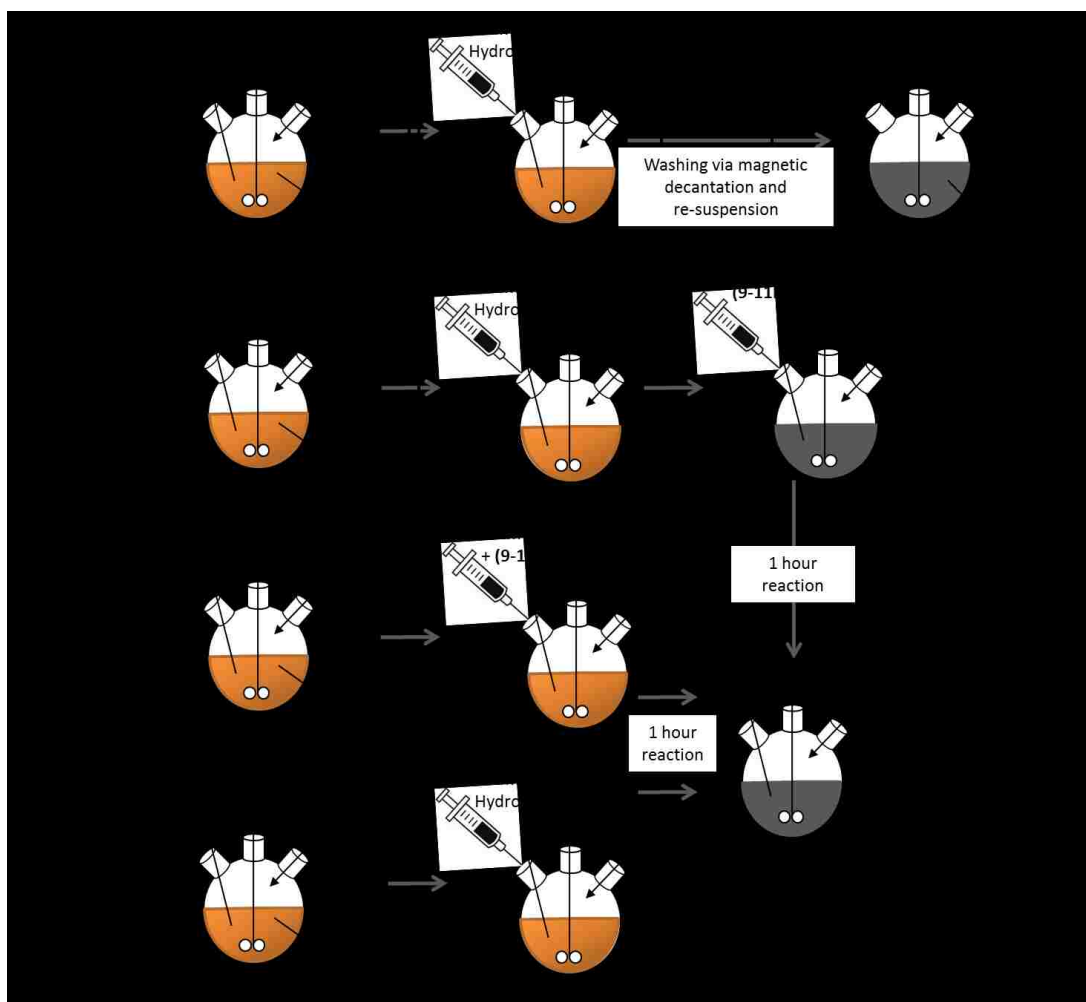 Hydro
Washing via magnetic
decantation and
re-suspension
Hydro
(9-11
+ (9-1
1 hour
reaction
1 hour
reaction
Hydro